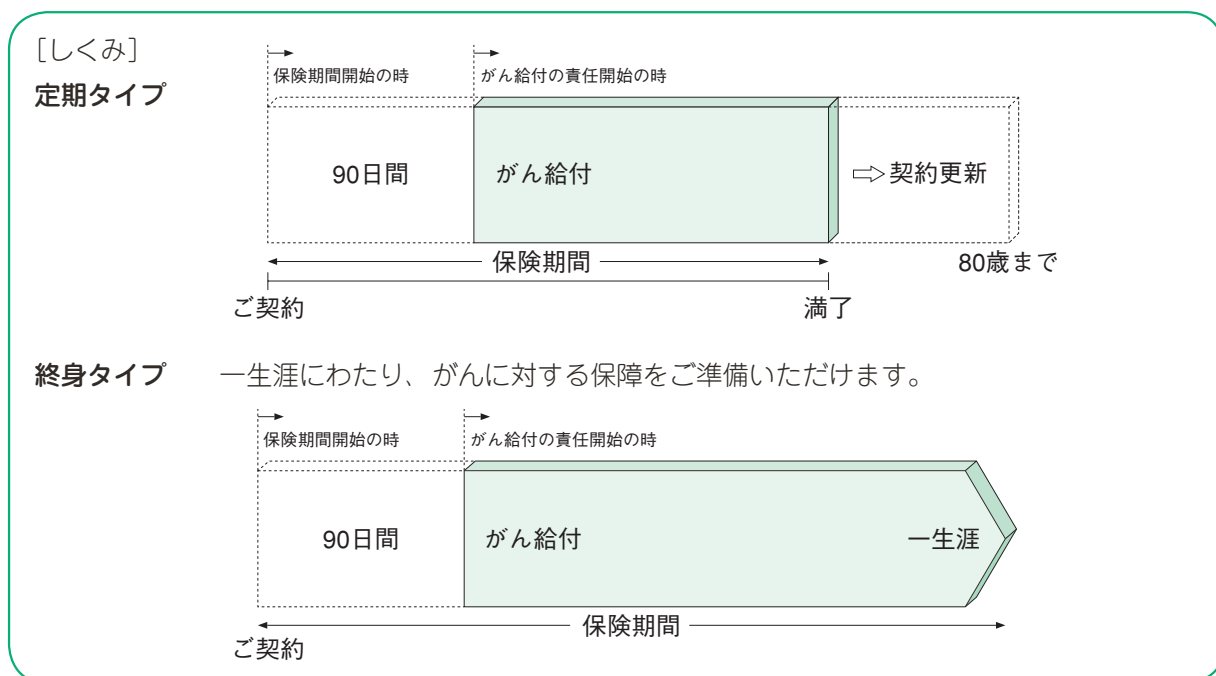 ［しくみ］
定期タイプ
保険期間開始の時
がん給付の責任開始の時
90日間
がん給付
⇨契約更新
保険期間
80歳まで
ご契約
満了
終身タイプ
一生涯にわたり、がんに対する保障をご準備いただけます。
保険期間開始の時
がん給付の責任開始の時
90日間
がん給付
一生涯
保険期間
ご契約